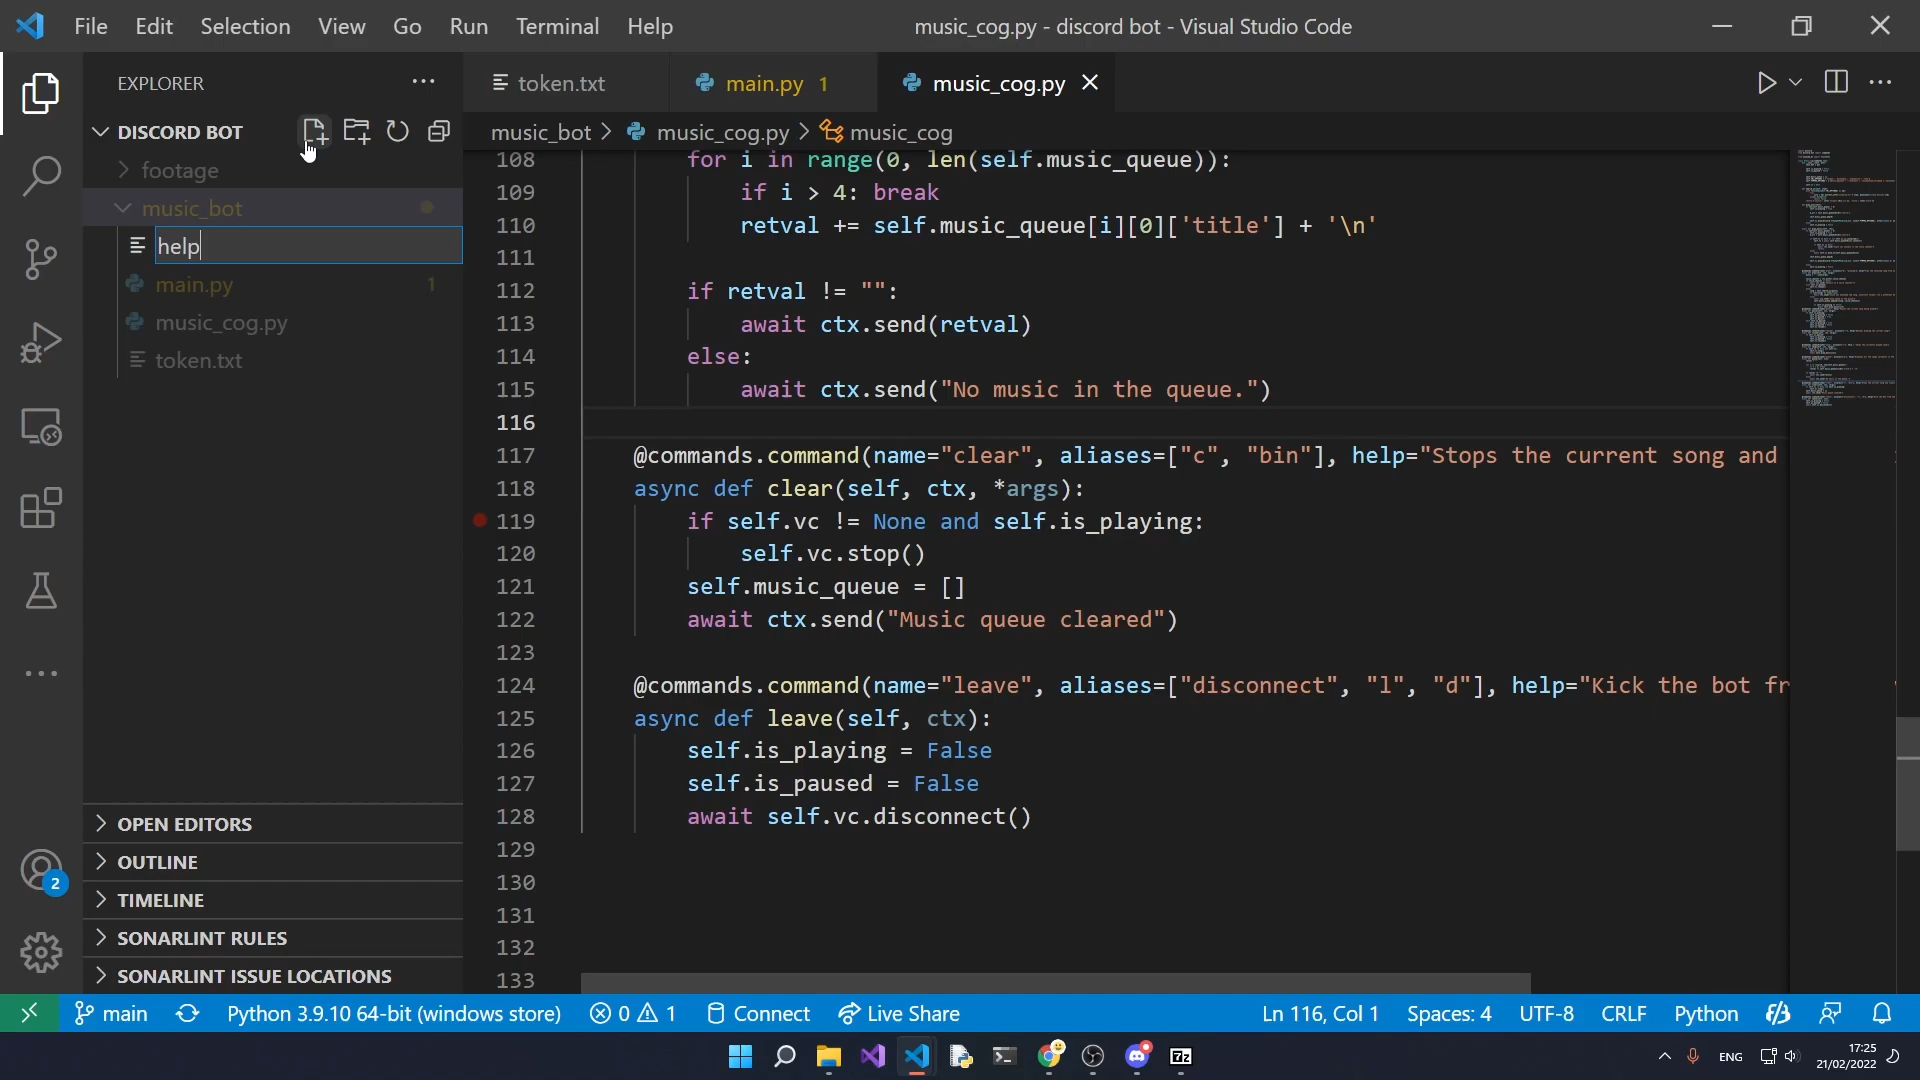 File Edit Selection View Go Run Terminal Help
music_cog.py - discord bot - Visual Studio Code
EXPLORER
token.txt
main.py 1
music_cog.py
DISCORD BOT
music_bot > music_cog.py > music_cog
footage
music_bot
help
main.py 1
music_cog.py
token.txt
OPEN EDITORS
OUTLINE
TIMELINE
SONARLINT RULES
SONARLINT ISSUE LOCATIONS
2
108 for i in range(0, len(self.music_queue)):
109 if i > 4: break
110 retval += self.music_queue[i][0]['title'] + '\n'
111
112 if retval != "":
113 await ctx.send(retval)
114 else:
115 await ctx.send("No music in the queue.")
116
117 @commands.command(name="clear", aliases=["c", "bin"], help="Stops the current song and
118 async def clear(self, ctx, *args):
119 if self.vc != None and self.is_playing:
120 self.vc.stop()
121 self.music_queue = []
122 await ctx.send("Music queue cleared")
123
124 @commands.command(name="leave", aliases=["disconnect", "l", "d"], help="Kick the bot fr
125 async def leave(self, ctx):
126 self.is_playing = False
127 self.is_paused = False
128 await self.vc.disconnect()
129
130
131
132
133
main Python 3.9.10 64-bit (windows store) 0 1 Connect Live Share Ln 116, Col 1 Spaces: 4 UTF-8 CRLF Python
ENG
17:25
21/02/2022